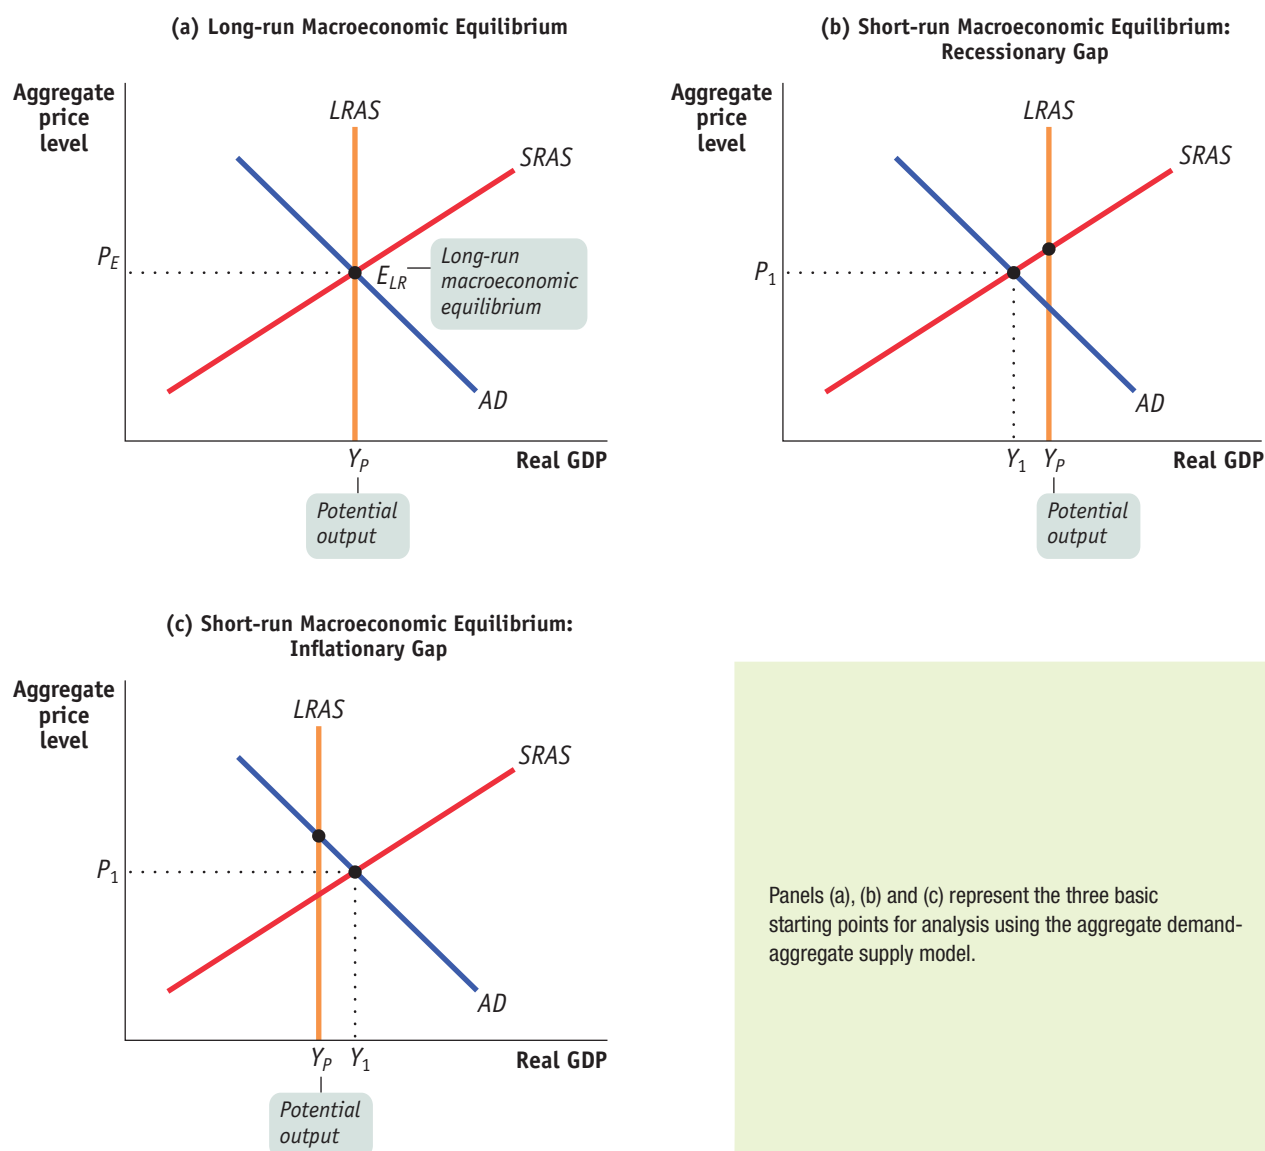 (a) Long-run Macroeconomic Equilibrium
Aggregate
price
level
LRAS
SRAS
P_E
E_LR
Long-run
macroeconomic
equilibrium
AD
Y_P
Real GDP
Potential
output
(b) Short-run Macroeconomic Equilibrium:
Recessionary Gap
Aggregate
price
level
LRAS
SRAS
P_1
AD
Y_1
Y_P
Real GDP
Potential
output
(c) Short-run Macroeconomic Equilibrium:
Inflationary Gap
Aggregate
price
level
LRAS
SRAS
P_1
AD
Y_P
Y_1
Real GDP
Potential
output
Panels (a), (b) and (c) represent the three basic
starting points for analysis using the aggregate demand-
aggregate supply model.